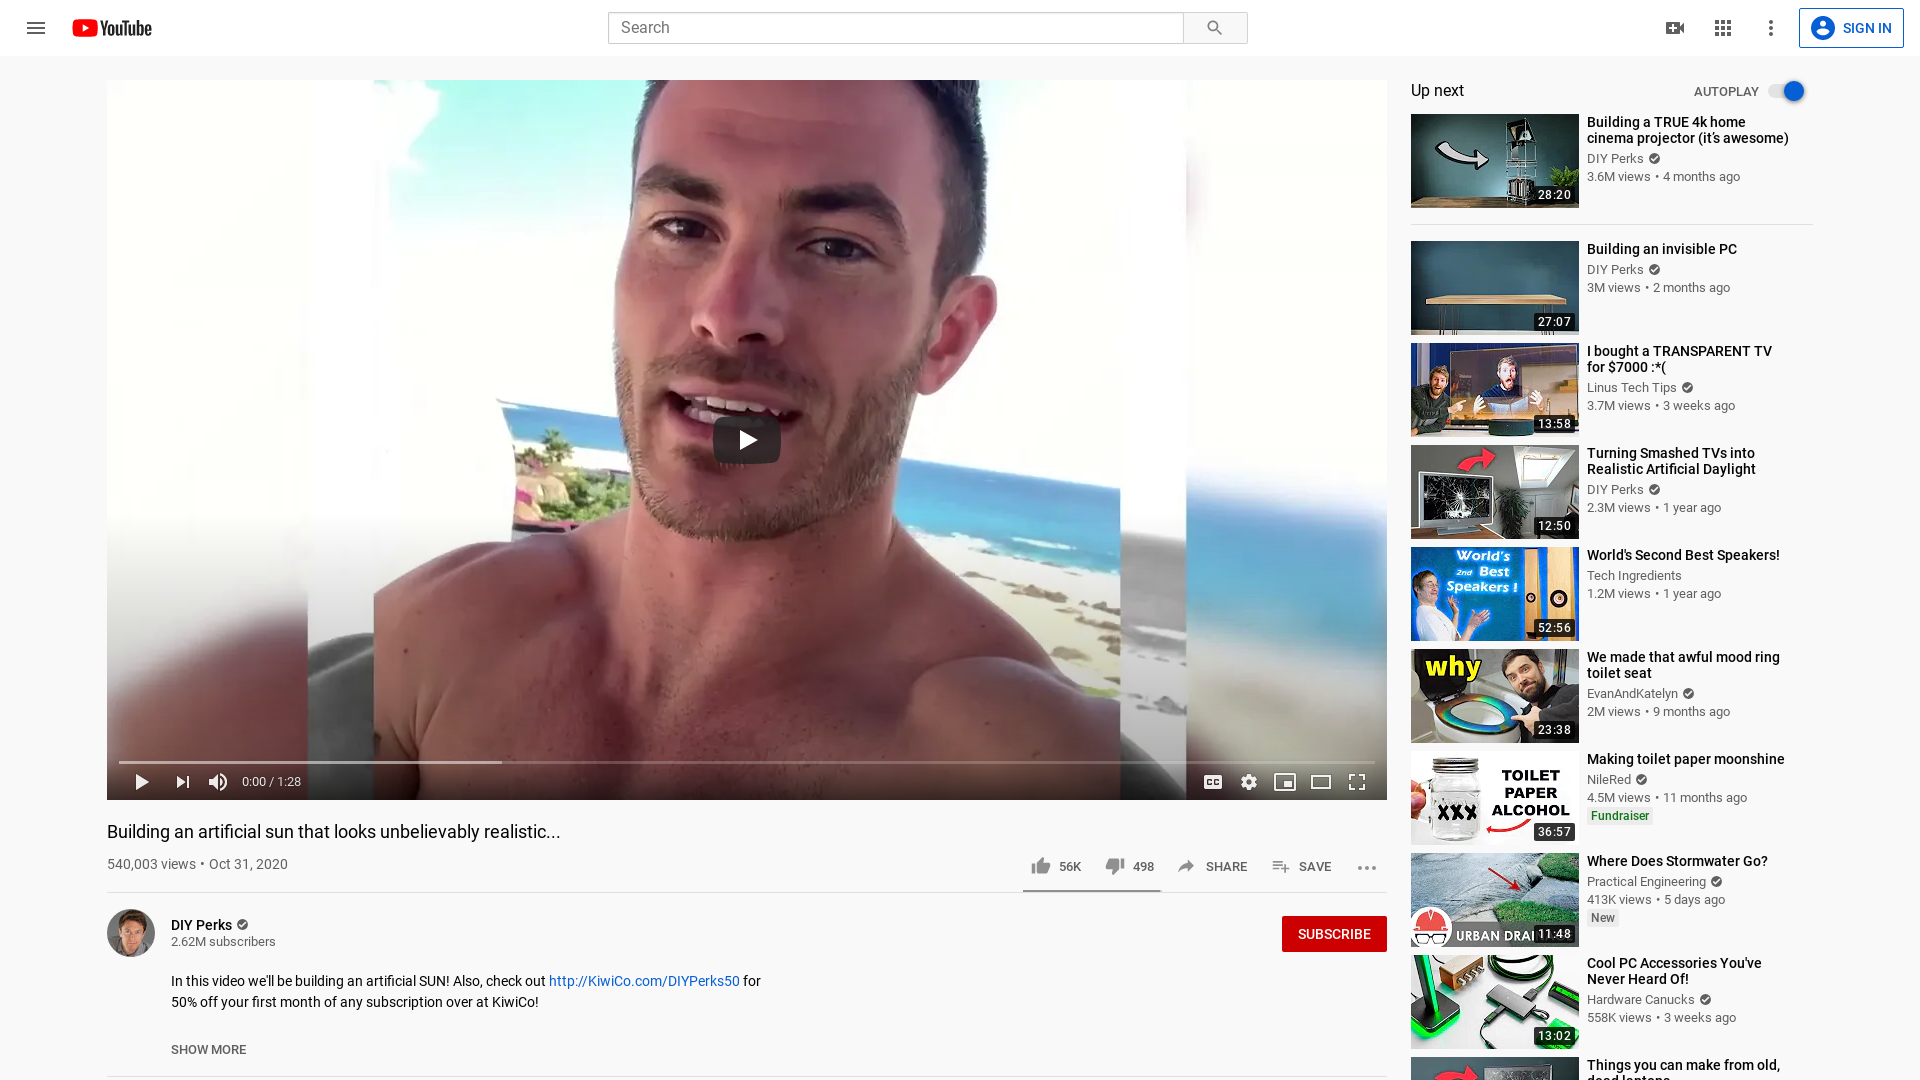 YouTube
Search
SIGN IN
0:00 / 1:28
CC
Building an artificial sun that looks unbelievably realistic...
540,003 views • Oct 31, 2020
56K
498
SHARE
SAVE
DIY Perks
2.62M subscribers
SUBSCRIBE
In this video we'll be building an artificial SUN! Also, check out http://KiwiCo.com/DIYPerks50 for
50% off your first month of any subscription over at KiwiCo!
SHOW MORE
Up next
AUTOPLAY
28:20
Building a TRUE 4k home
cinema projector (it’s awesome)
DIY Perks
3.6M views • 4 months ago
27:07
Building an invisible PC
DIY Perks
3M views • 2 months ago
13:58
I bought a TRANSPARENT TV
for $7000 :*(
Linus Tech Tips
3.7M views • 3 weeks ago
12:50
Turning Smashed TVs into
Realistic Artificial Daylight
DIY Perks
2.3M views • 1 year ago
World's
2nd Best
Speakers!
52:56
World's Second Best Speakers!
Tech Ingredients
1.2M views • 1 year ago
why
23:38
We made that awful mood ring
toilet seat
EvanAndKatelyn
2M views • 9 months ago
TOILET
PAPER
ALCOHOL
XXX
36:57
Making toilet paper moonshine
NileRed
4.5M views • 11 months ago
Fundraiser
URBAN
11:48
Where Does Stormwater Go?
Practical Engineering
413K views • 5 days ago
New
13:02
Cool PC Accessories You've
Never Heard Of!
Hardware Canucks
558K views • 3 weeks ago
Things you can make from old,
dead laptops